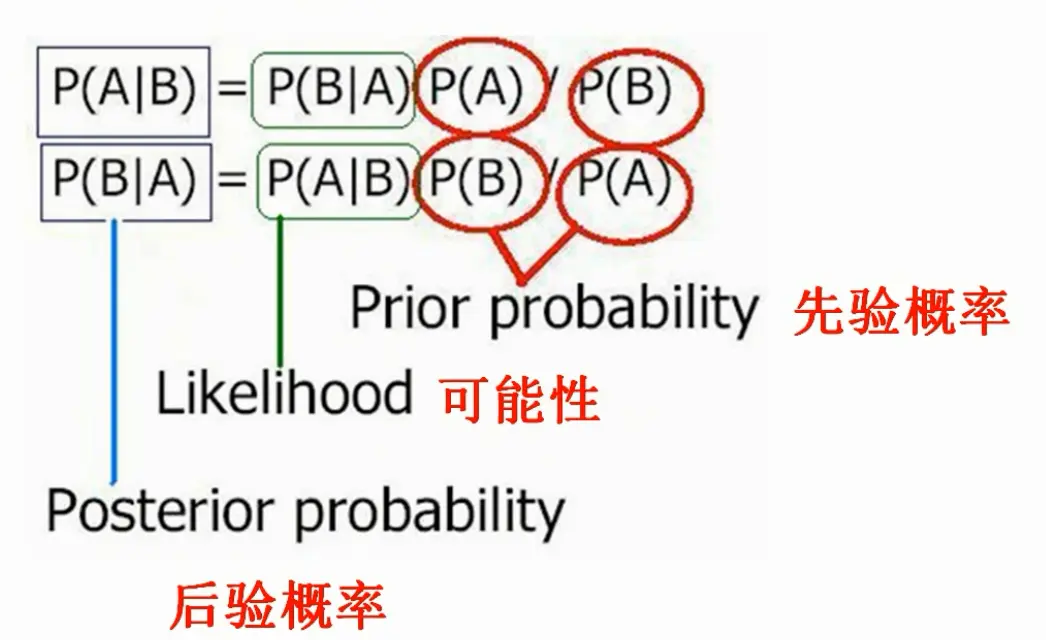 P(A|B) = P(B|A) P(A) / P(B)
P(B|A) = P(A|B) P(B) / P(A)
Prior probability 先验概率
Likelihood 可能性
Posterior probability
后验概率